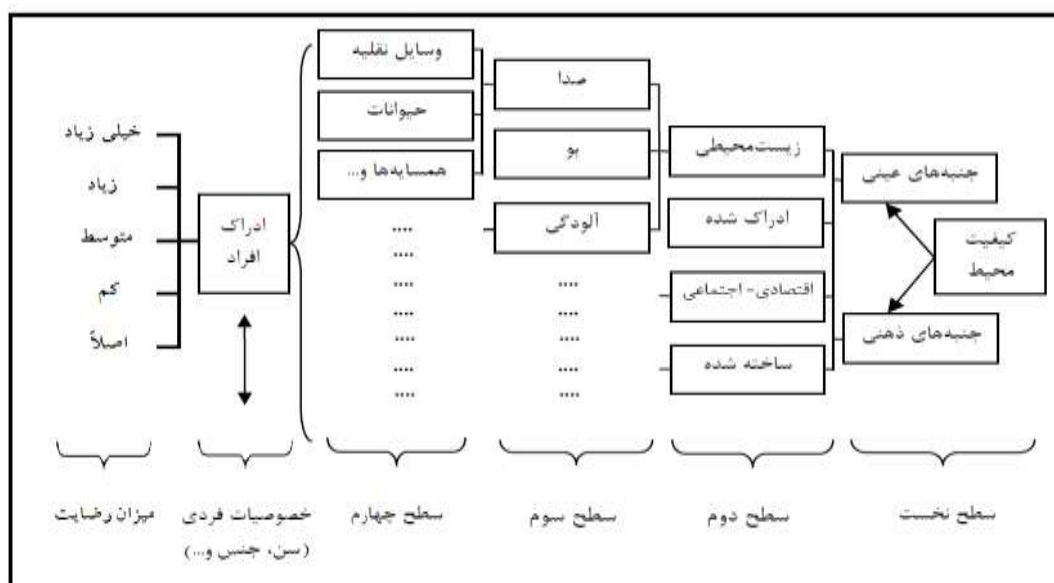 کیفیت
محیط
جنبه‌های عینی
جنبه‌های ذهنی
زیست‌محیطی
ادراک شده
اقتصادی- اجتماعی
ساخته شده
صدا
بو
آلودگی
....
....
....
....
....
وسایل نقلیه
حیوانات
همسایه‌ها و...
....
....
....
....
....
....
....
ادراک
افراد
خیلی زیاد
زیاد
متوسط
کم
اصلاً
سطح نخست
سطح دوم
سطح سوم
سطح چهارم
خصوصیات فردی
(سن، جنس و...)
میزان رضایت